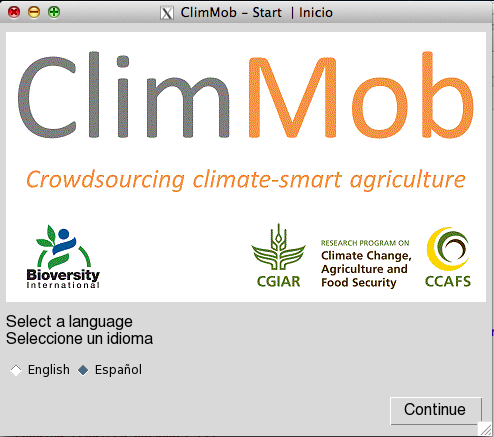 ClimMob – Start | Inicio
ClimMob
Crowdsourcing climate-smart agriculture
Bioversity
International
CGIAR
RESEARCH PROGRAM ON
Climate Change,
Agriculture and
Food Security
CCAFS
Select a language
Seleccione un idioma
English Español
Continue